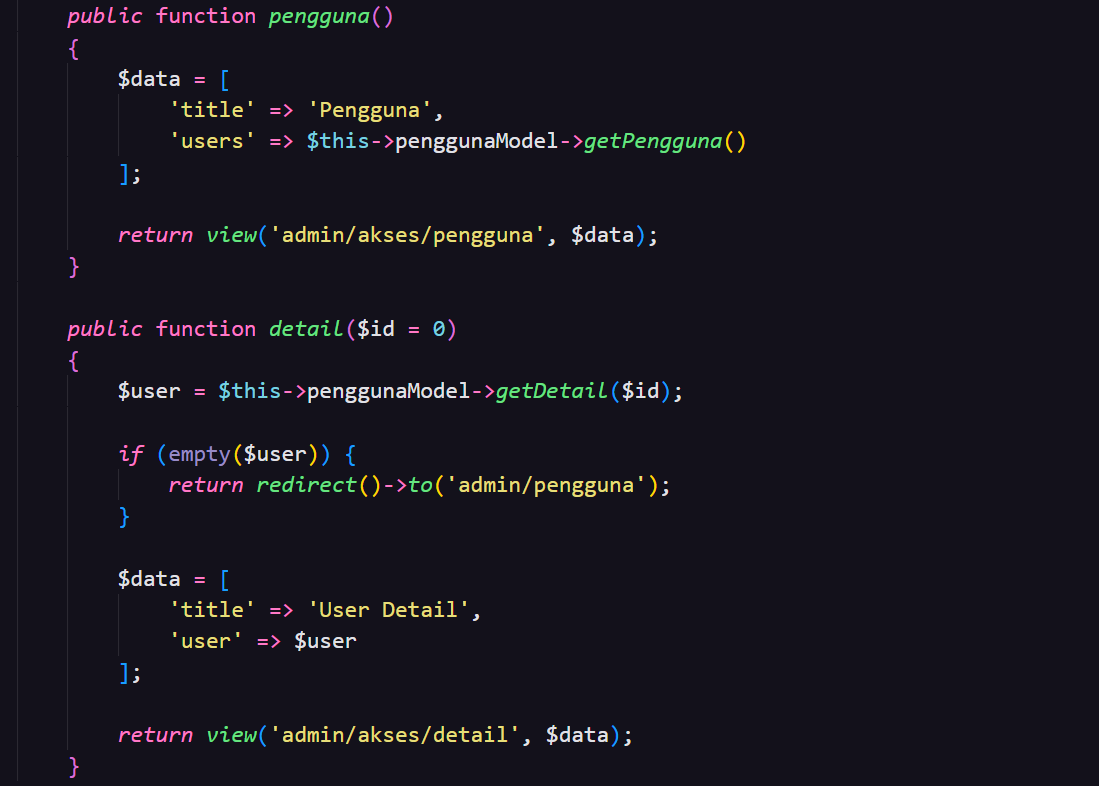 public function pengguna()
{
    $data = [
        'title' => 'Pengguna',
        'users' => $this->penggunaModel->getPengguna()
    ];

    return view('admin/akses/pengguna', $data);
}

public function detail($id = 0)
{
    $user = $this->penggunaModel->getDetail($id);

    if (empty($user)) {
        return redirect()->to('admin/pengguna');
    }

    $data = [
        'title' => 'User Detail',
        'user' => $user
    ];

    return view('admin/akses/detail', $data);
}